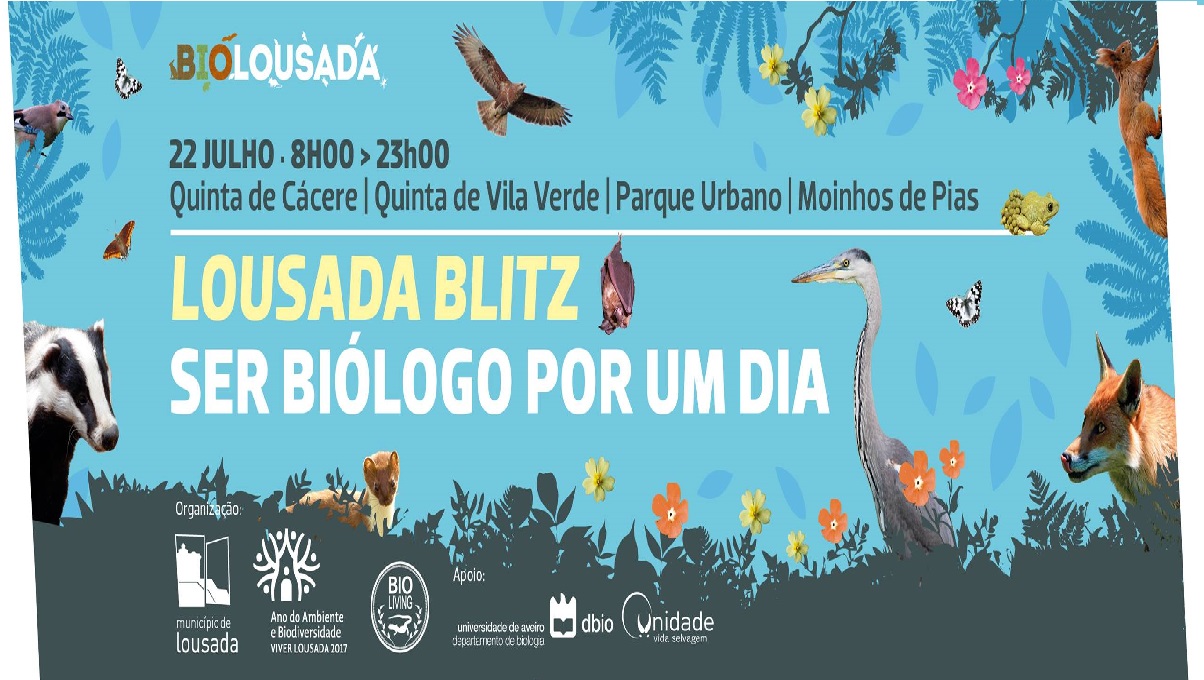 BIOLOUSADA
22 JULHO · 8H00 > 23h00
Quinta de Cácere | Quinta de Vila Verde | Parque Urbano | Moinhos de Pias
LOUSADA BLITZ
SER BIÓLOGO POR UM DIA
Organização:
município de
lousada
Ano do Ambiente
e Biodiversidade
VIVER LOUSADA 2017
BIO
LIVING
Apoio:
universidade de aveiro
departamento de biologia
dbio
Unidade
vida selvagem